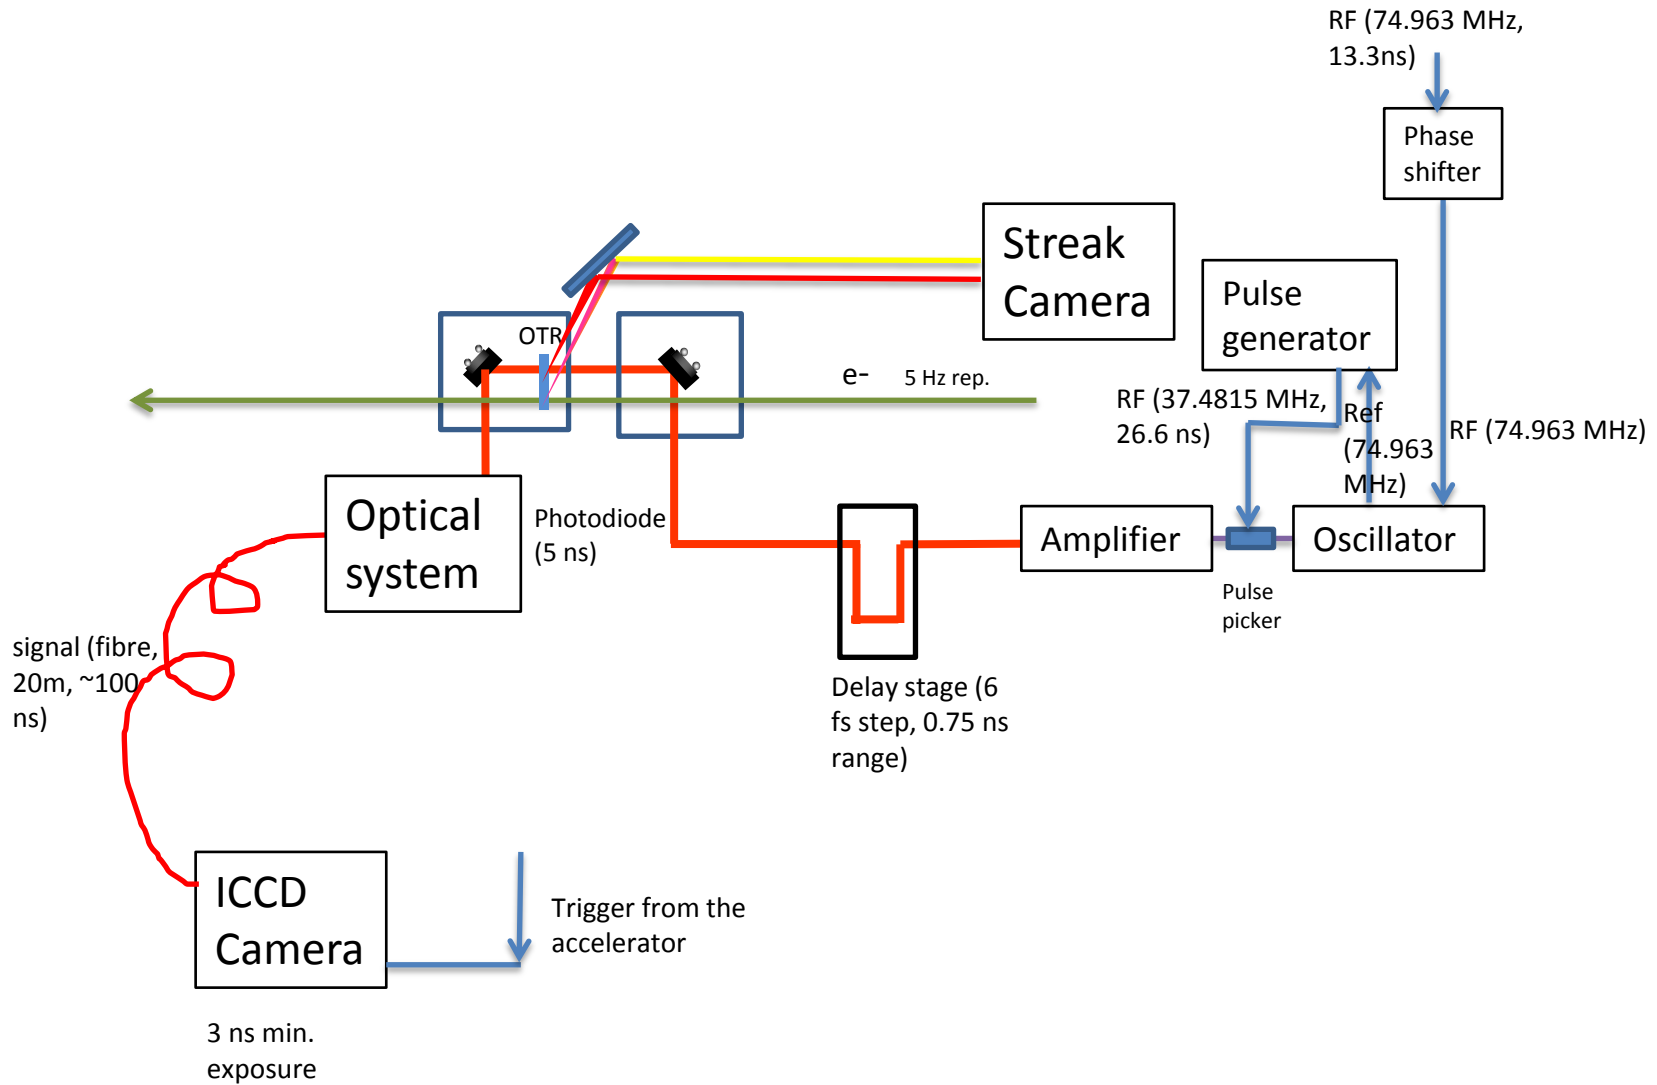 RF (74.963 MHz,
13.3ns)
Phase
shifter
Streak
Camera
Pulse
generator
OTR
e-
5 Hz rep.
RF (37.4815 MHz,
26.6 ns)
Ref
(74.963
MHz)
RF (74.963 MHz)
Optical
system
Photodiode
(5 ns)
Amplifier
Oscillator
Pulse
picker
signal (fibre,
20m, ~100
ns)
Delay stage (6
fs step, 0.75 ns
range)
ICCD
Camera
Trigger from the
accelerator
3 ns min.
exposure